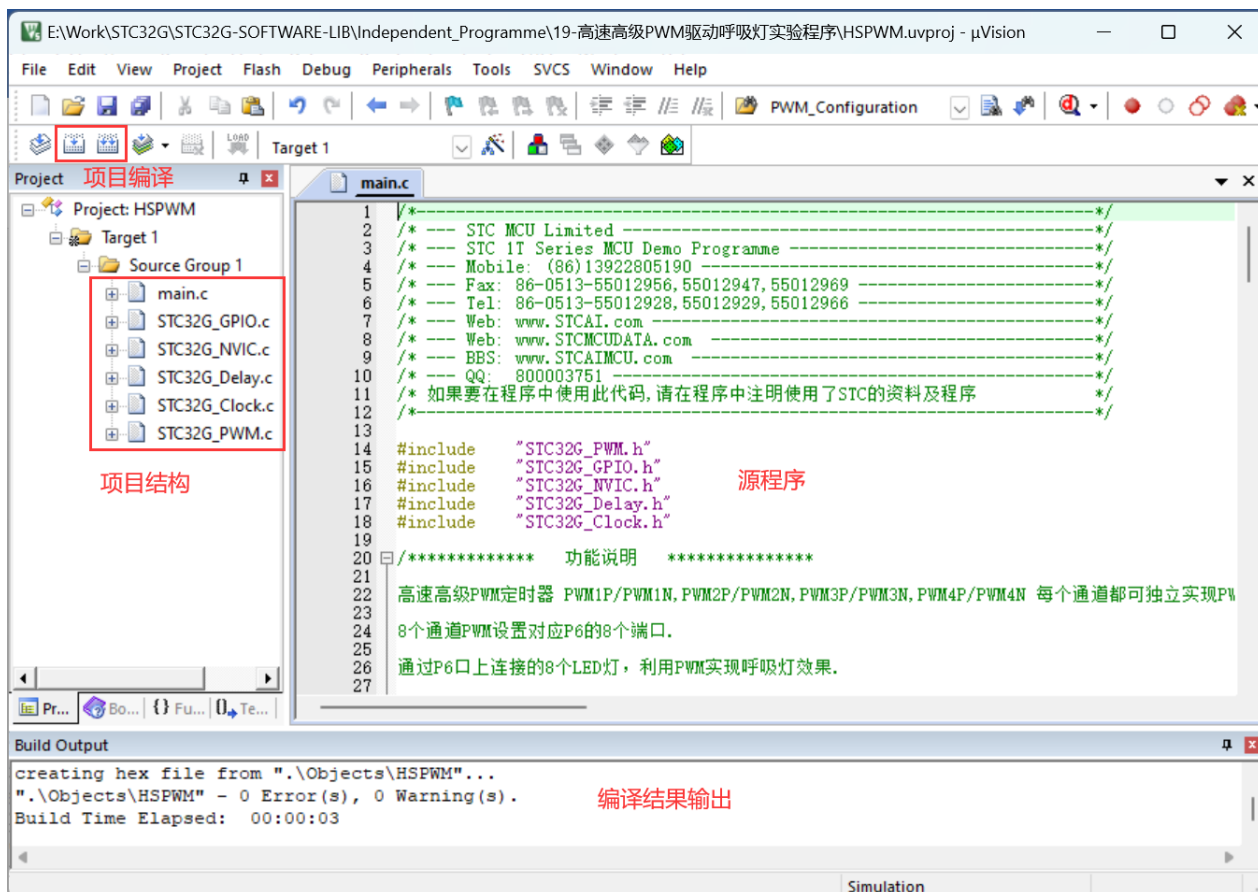 E:\Work\STC32G\STC32G-SOFTWARE-LIB\Independent_Programme\19-高速高级PWM驱动呼吸灯实验程序\HSPWM.uvproj - µVision
File Edit View Project Flash Debug Peripherals Tools SVCS Window Help
PWM_Configuration
LOAD Target 1
Project 项目编译
main.c
Project: HSPWM
Target 1
Source Group 1
main.c
STC32G_GPIO.c
STC32G_NVIC.c
STC32G_Delay.c
STC32G_Clock.c
STC32G_PWM.c
项目结构
1 /*---------------------------------------------------------------------*/
2 /* --- STC MCU Limited ------------------------------------------------*/
3 /* --- STC 1T Series MCU Demo Programme -------------------------------*/
4 /* --- Mobile: (86)13922805190 ----------------------------------------*/
5 /* --- Fax: 86-0513-55012956,55012947,55012969 ------------------------*/
6 /* --- Tel: 86-0513-55012928,55012929,55012966 ------------------------*/
7 /* --- Web: www.STCAI.com ---------------------------------------------*/
8 /* --- Web: www.STCMCUDATA.com  ---------------------------------------*/
9 /* --- BBS: www.STCAIMCU.com  -----------------------------------------*/
10 /* --- QQ:  800003751 -------------------------------------------------*/
11 /* 如果要在程序中使用此代码,请在程序中注明使用了STC的资料及程序 */
12 /*---------------------------------------------------------------------*/
13
14 #include "STC32G_PWM.h"
15 #include "STC32G_GPIO.h"
16 #include "STC32G_NVIC.h"
17 #include "STC32G_Delay.h"
18 #include "STC32G_Clock.h"
源程序
19
20 /************* 功能说明 ***************
21
22 高速高级PWM定时器 PWM1P/PWM1N,PWM2P/PWM2N,PWM3P/PWM3N,PWM4P/PWM4N 每个通道都可独立实现PW
23
24 8个通道PWM设置对应P6的8个端口.
25
26 通过P6口上连接的8个LED灯，利用PWM实现呼吸灯效果.
27
Pr... Bo... {} Fu... Te...
Build Output
creating hex file from ".\Objects\HSPWM"...
".\Objects\HSPWM" - 0 Error(s), 0 Warning(s).
Build Time Elapsed:  00:00:03
编译结果输出
Simulation